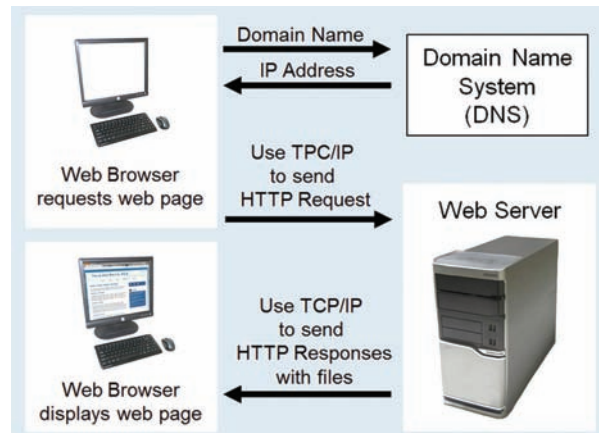 Domain Name
IP Address
Domain Name
System
(DNS)
Web Browser
requests web page
Use TPC/IP
to send
HTTP Request
Web Server
Use TCP/IP
to send
HTTP Responses
with files
Web Browser
displays web page